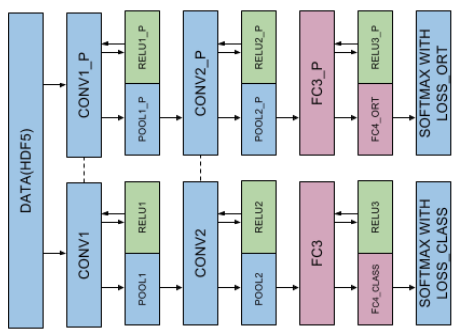 DATA(HDF5)
CONV1_P
RELU1_P
POOL1_P
CONV2_P
RELU2_P
POOL2_P
FC3_P
RELU3_P
FC4_ORT
SOFTMAX WITH
LOSS_ORT
CONV1
RELU1
POOL1
CONV2
RELU2
POOL2
FC3
RELU3
FC4_CLASS
SOFTMAX WITH
LOSS_CLASS